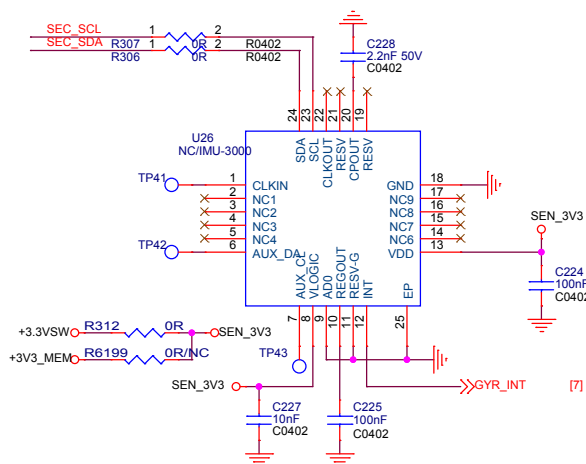 SEC_SCL 1 2
R307 0R R0402
SEC_SDA 1 2
R306 0R R0402
C228
2.2nF 50V
C0402
24 23 22 21 20 19
U26
NC/IMU-3000
SDA SCL CLKOUT RESV CPOUT RESV
TP41 1 CLKIN GND 18
2 NC1 NC9 17
3 NC2 NC8 16
4 NC3 NC7 15
5 NC4 NC6 14
TP42 6 AUX_DA VDD 13
SEN_3V3
C224
100nF
C0402
AUX_CL VLOGIC AD0 REGOUT RESV-G INT EP
7 8 9 10 11 12 25
+3.3VSW R312 0R SEN_3V3
+3V3_MEM R6199 0R/NC
TP43
SEN_3V3
GYR_INT [7]
C227
10nF
C0402
C225
100nF
C0402